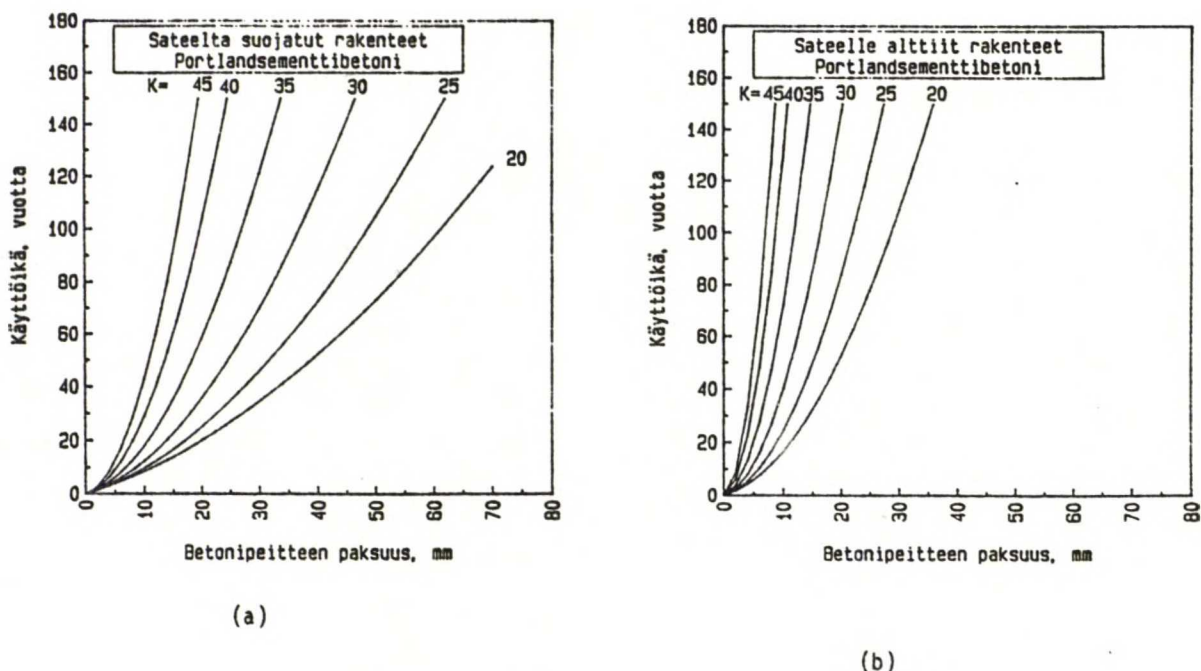 Sateelta suojatut rakenteet
Portlandsementtibetoni
K= 45 40 35 30 25
20
180
160
140
120
100
80
60
40
20
0
Käyttöikä, vuotta
0 10 20 30 40 50 60 70 80
Betonipeitteen paksuus, mm
(a)
Sateelle alttiit rakenteet
Portlandsementtibetoni
K= 45 40 35 30 25 20
180
160
140
120
100
80
60
40
20
0
Käyttöikä, vuotta
0 10 20 30 40 50 60 70 80
Betonipeitteen paksuus, mm
(b)